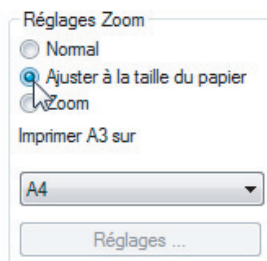 Réglages Zoom
Normal
Ajuster à la taille du papier
Zoom
Imprimer A3 sur
A4
Réglages ...